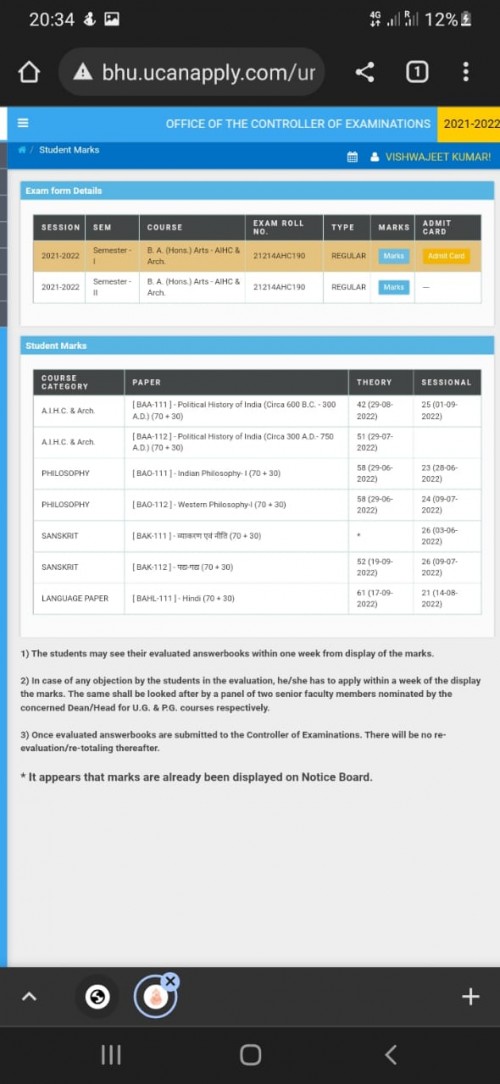 20:34 4G R 12%
bhu.ucanapply.com/ur 1
OFFICE OF THE CONTROLLER OF EXAMINATIONS 2021-2022
/ Student Marks
VISHWAJEET KUMAR!
Exam form Details
SESSION SEM COURSE EXAM ROLL NO. TYPE MARKS ADMIT CARD
2021-2022 Semester - I B. A. (Hons.) Arts - AIHC & Arch. 21214AHC190 REGULAR Marks Admit Card
2021-2022 Semester - II B. A. (Hons.) Arts - AIHC & Arch. 21214AHC190 REGULAR Marks —
Student Marks
COURSE CATEGORY PAPER THEORY SESSIONAL
A.I.H.C. & Arch. [ BAA-111 ] - Political History of India (Circa 600 B.C. - 300 A.D.) (70 + 30) 42 (29-08-2022) 25 (01-09-2022)
A.I.H.C. & Arch. [ BAA-112 ] - Political History of India (Circa 300 A.D.- 750 A.D.) (70 + 30) 51 (29-07-2022)
PHILOSOPHY [ BAO-111 ] - Indian Philosophy- I (70 + 30) 58 (29-06-2022) 23 (28-06-2022)
PHILOSOPHY [ BAO-112 ] - Western Philosophy-I (70 + 30) 58 (29-06-2022) 24 (09-07-2022)
SANSKRIT [ BAK-111 ] - व्याकरण एवं नीति (70 + 30) * 26 (03-06-2022)
SANSKRIT [ BAK-112 ] - पद्य-गद्य (70 + 30) 52 (19-09-2022) 26 (09-07-2022)
LANGUAGE PAPER [ BAHL-111 ] - Hindi (70 + 30) 61 (17-09-2022) 21 (14-08-2022)
1) The students may see their evaluated answerbooks within one week from display of the marks.
2) In case of any objection by the students in the evaluation, he/she has to apply within a week of the display
the marks. The same shall be looked after by a panel of two senior faculty members nominated by the
concerned Dean/Head for U.G. & P.G. courses respectively.
3) Once evaluated answerbooks are submitted to the Controller of Examinations. There will be no re-
evaluation/re-totaling thereafter.
* It appears that marks are already been displayed on Notice Board.